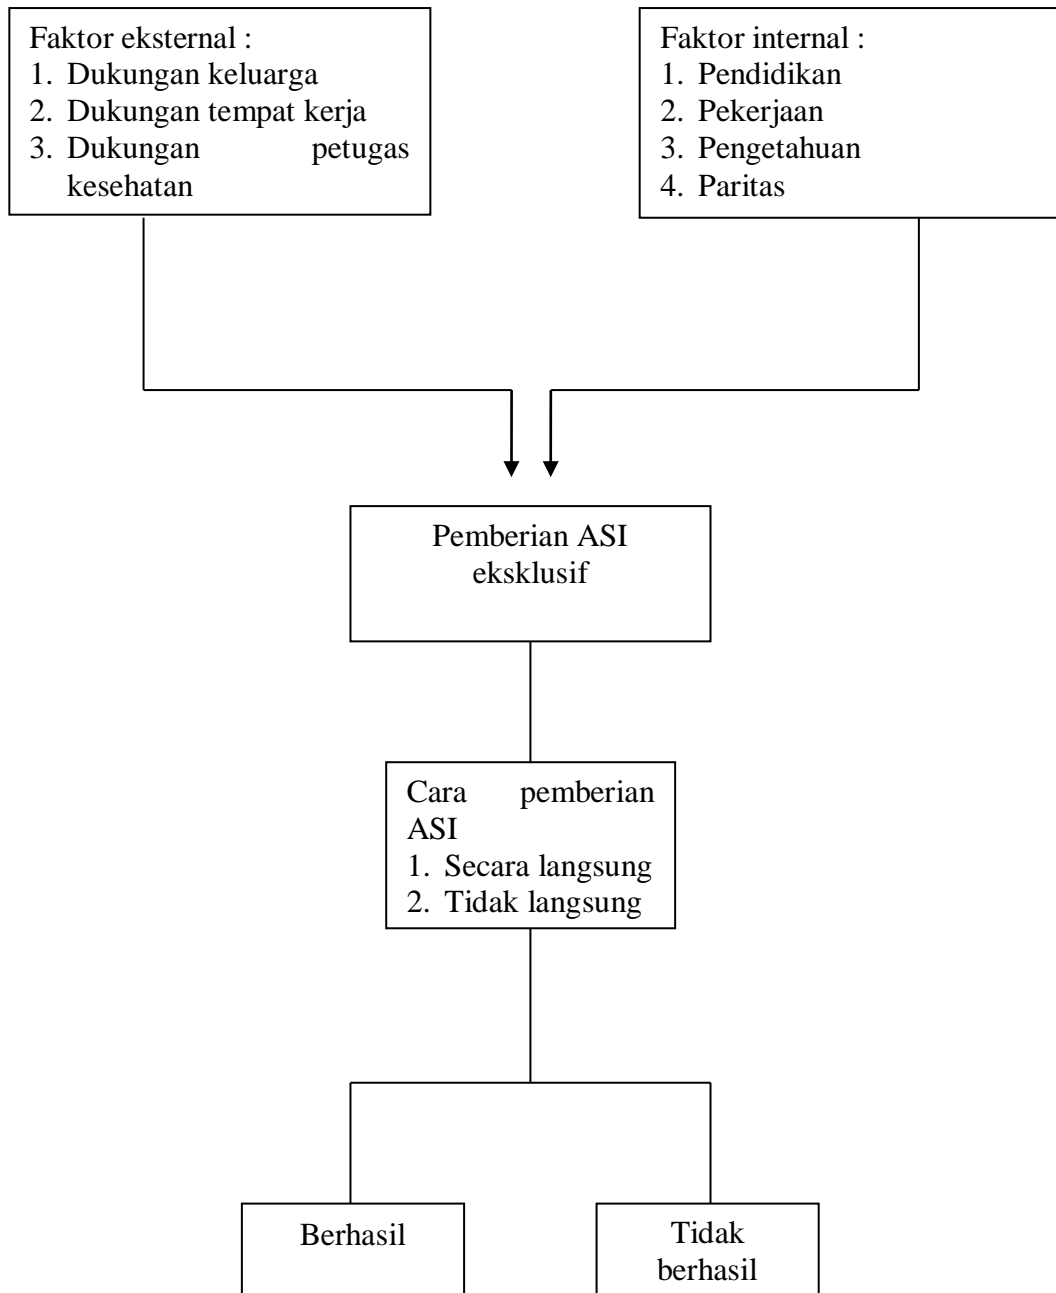 Faktor eksternal :
1. Dukungan keluarga
2. Dukungan tempat kerja
3. Dukungan petugas
kesehatan
Faktor internal :
1. Pendidikan
2. Pekerjaan
3. Pengetahuan
4. Paritas
Pemberian ASI
eksklusif
Cara pemberian
ASI
1. Secara langsung
2. Tidak langsung
Berhasil
Tidak
berhasil